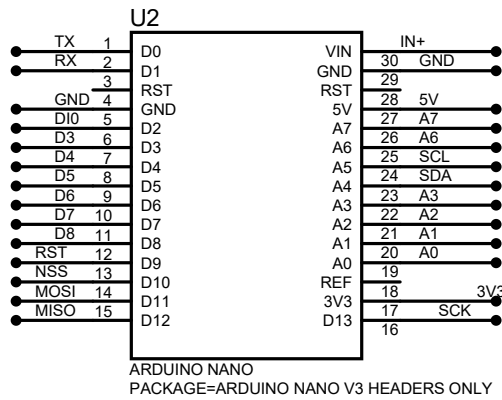 U2
TX 1 D0 VIN IN+
RX 2 D1 GND 30 GND
3 RST RST 29
GND 4 GND 5V 28 5V
DI0 5 D2 A7 27 A7
D3 6 D3 A6 26 A6
D4 7 D4 A5 25 SCL
D5 8 D5 A4 24 SDA
D6 9 D6 A3 23 A3
D7 10 D7 A2 22 A2
D8 11 D8 A1 21 A1
RST 12 D9 A0 20 A0
NSS 13 D10 REF 19
MOSI 14 D11 3V3 18 3V3
MISO 15 D12 D13 17 SCK
16
ARDUINO NANO
PACKAGE=ARDUINO NANO V3 HEADERS ONLY